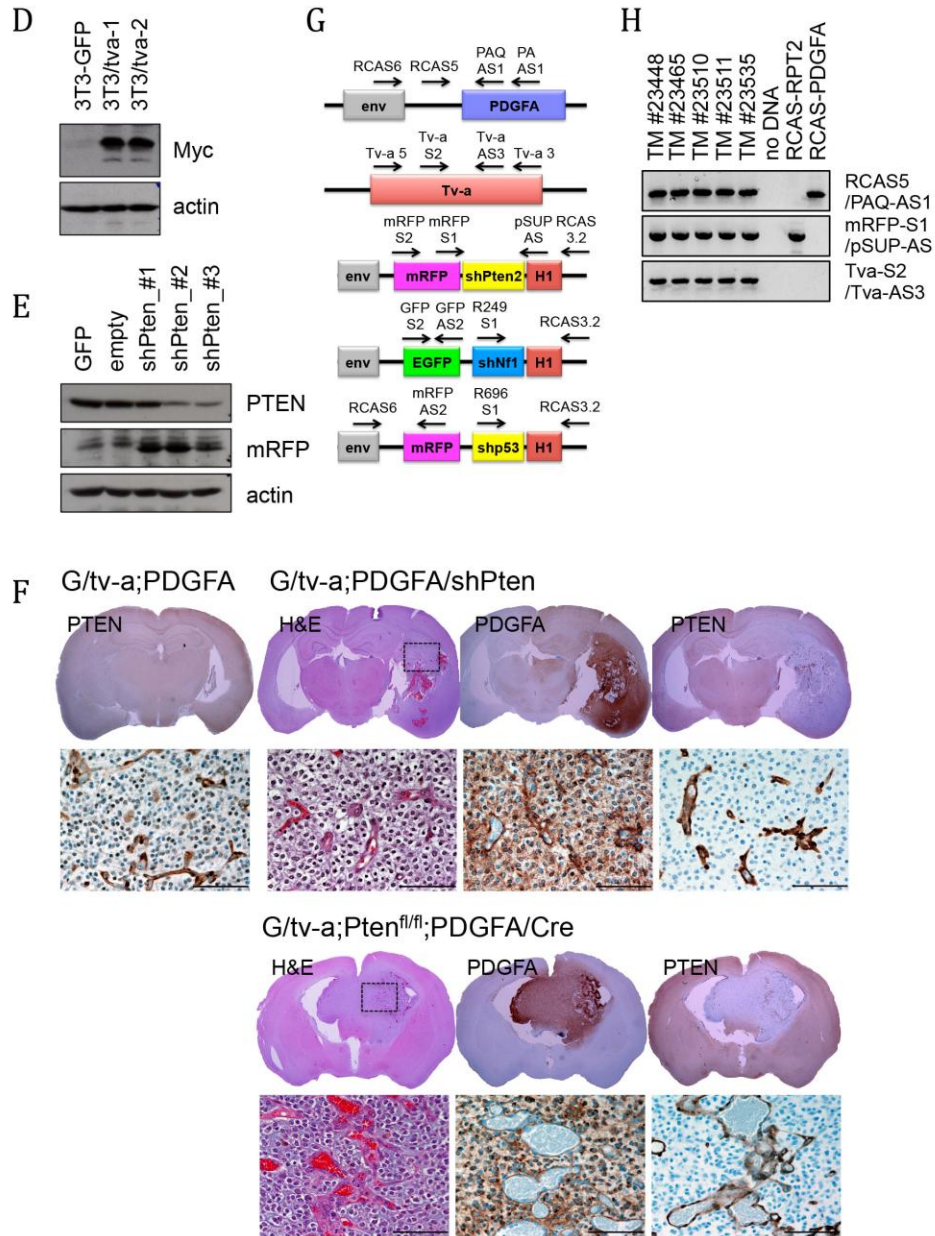 D
3T3-GFP
3T3/tva-1
3T3/tva-2
Myc
actin
E
GFP
empty
shPten_#1
shPten_#2
shPten_#3
PTEN
mRFP
actin
G
RCAS6 RCAS5 PAQ AS1 PA AS1
env PDGFA
Tv-a 5 Tv-a S2 Tv-a AS3 Tv-a 3
Tv-a
mRFP S2 mRFP S1 pSUP AS RCAS 3.2
env mRFP shPten2 H1
GFP S2 GFP AS2 R249 S1 RCAS3.2
env EGFP shNf1 H1
RCAS6 mRFP AS2 R696 S1 RCAS3.2
env mRFP shp53 H1
H
TM #23448
TM #23465
TM #23510
TM #23511
TM #23535
no DNA
RCAS-RPT2
RCAS-PDGFA
RCAS5
/PAQ-AS1
mRFP-S1
/pSUP-AS
Tva-S2
/Tva-AS3
F
G/tv-a;PDGFA G/tv-a;PDGFA/shPten
PTEN H&E PDGFA PTEN
G/tv-a;Ptenfl/fl;PDGFA/Cre
H&E PDGFA PTEN